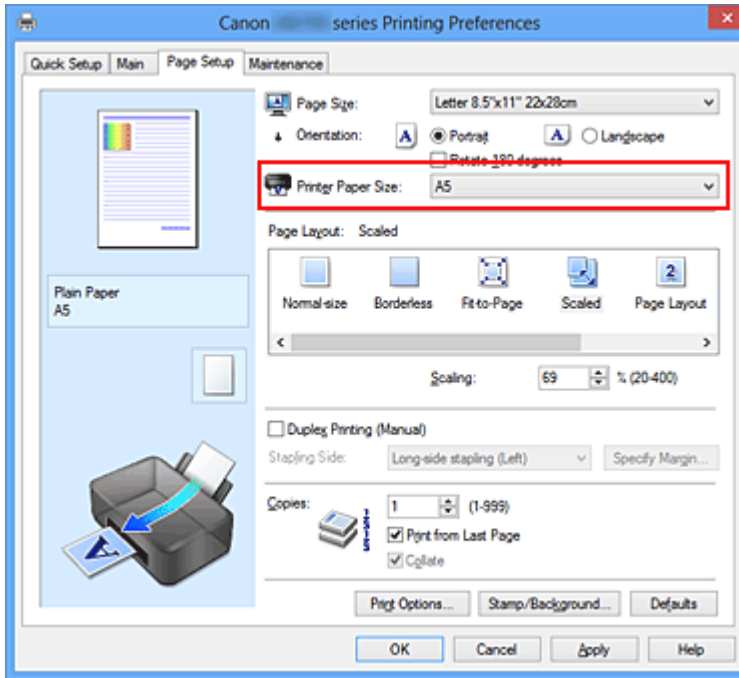 Canon series Printing Preferences
Quick Setup Main Page Setup Maintenance
Page Size: Letter 8.5"x11" 22x28cm
Orientation: A Portrait A Landscape
Rotate 180 degrees
Printer Paper Size: A5
Page Layout: Scaled
Normal-size Borderless Fit-to-Page Scaled 2 Page Layout
Plain Paper
A5
Scaling: 69 % (20-400)
Duplex Printing (Manual)
Stapling Side: Long-side stapling (Left) Specify Margin...
Copies: 1 (1-999)
Print from Last Page
Collate
A
Print Options... Stamp/Background... Defaults
OK Cancel Apply Help